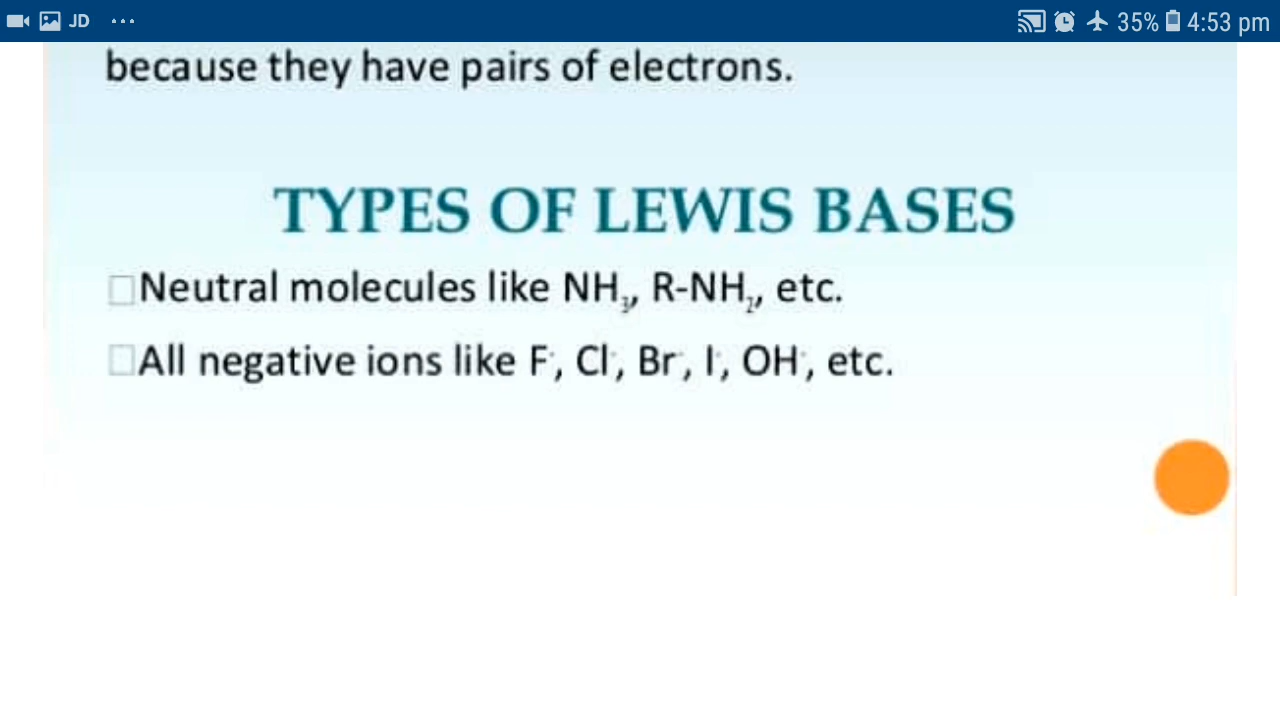 JD ... 35% 4:53 pm
because they have pairs of electrons.
TYPES OF LEWIS BASES
□Neutral molecules like NH₃, R-NH₂, etc.
□All negative ions like F⁻, Cl⁻, Br⁻, I⁻, OH⁻, etc.